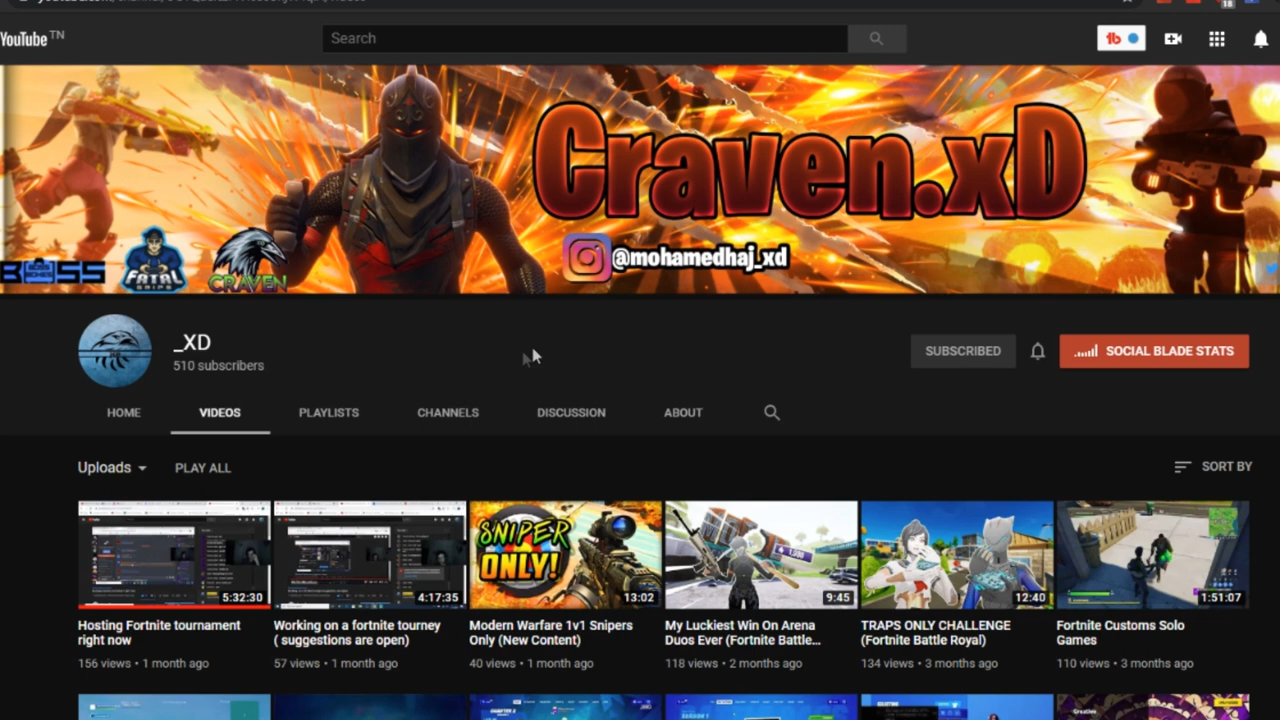 18
YouTube TN
Search
Craven.xD
@mohamedhaj_xd
BOSS
FATAL
GRIPS
CRAVEN
_XD
510 subscribers
SUBSCRIBED
SOCIAL BLADE STATS
HOME
VIDEOS
PLAYLISTS
CHANNELS
DISCUSSION
ABOUT
Uploads
PLAY ALL
SORT BY
5:32:30
4:17:35
SNIPER
ONLY!
13:02
9:45
12:40
1:51:07
Hosting Fortnite tournament
right now
156 views • 1 month ago
Working on a fortnite tourney
( suggestions are open)
57 views • 1 month ago
Modern Warfare 1v1 Snipers
Only (New Content)
40 views • 1 month ago
My Luckiest Win On Arena
Duos Ever (Fortnite Battle...
118 views • 2 months ago
TRAPS ONLY CHALLENGE
(Fortnite Battle Royal)
134 views • 3 months ago
Fortnite Customs Solo
Games
110 views • 3 months ago